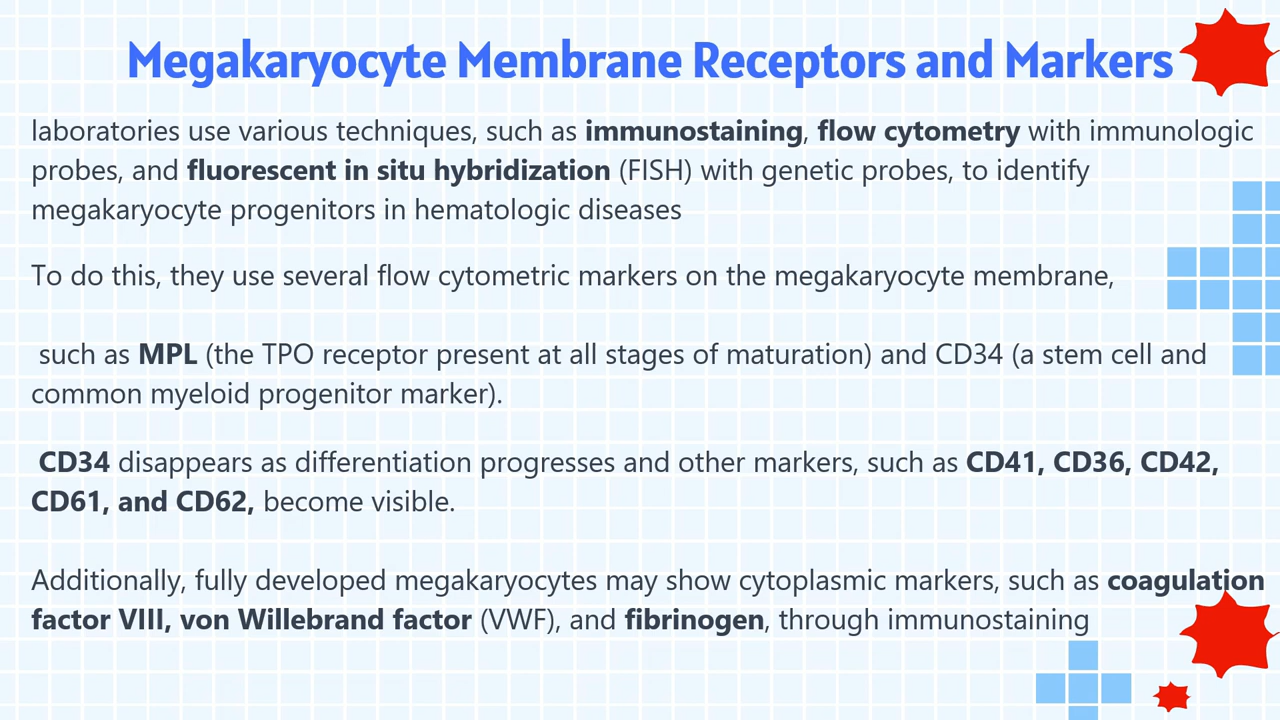 Megakaryocyte Membrane Receptors and Markers
laboratories use various techniques, such as immunostaining, flow cytometry with immunologic
probes, and fluorescent in situ hybridization (FISH) with genetic probes, to identify
megakaryocyte progenitors in hematologic diseases
To do this, they use several flow cytometric markers on the megakaryocyte membrane,
such as MPL (the TPO receptor present at all stages of maturation) and CD34 (a stem cell and
common myeloid progenitor marker).
CD34 disappears as differentiation progresses and other markers, such as CD41, CD36, CD42,
CD61, and CD62, become visible.
Additionally, fully developed megakaryocytes may show cytoplasmic markers, such as coagulation
factor VIII, von Willebrand factor (VWF), and fibrinogen, through immunostaining